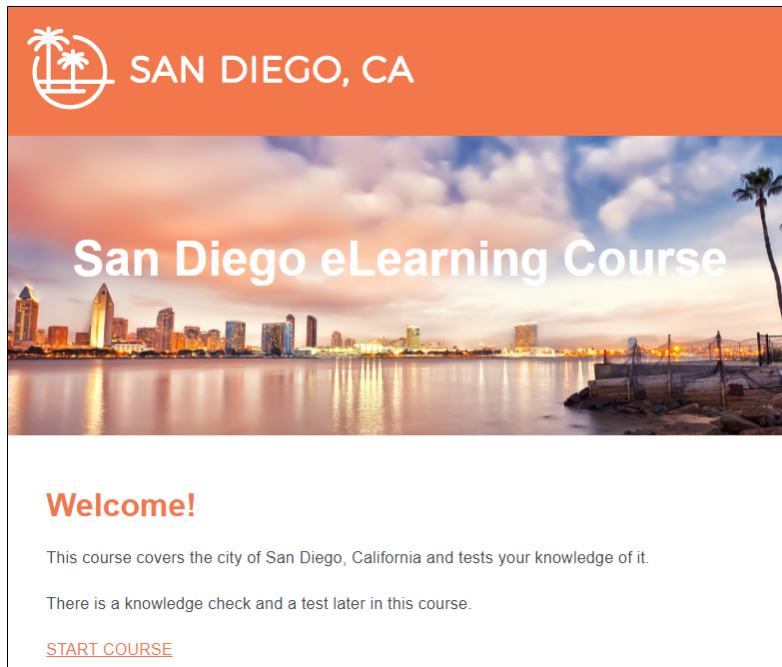 SAN DIEGO, CA
San Diego eLearning Course
Welcome!
This course covers the city of San Diego, California and tests your knowledge of it.
There is a knowledge check and a test later in this course.
START COURSE